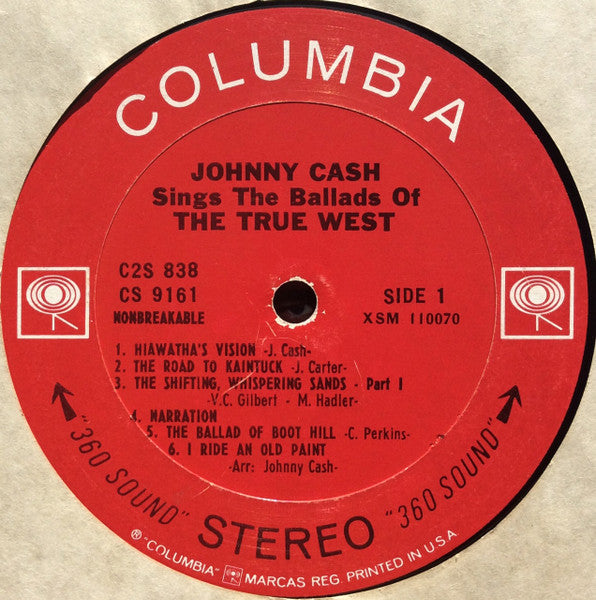 COLUMBIA
JOHNNY CASH
Sings The Ballads Of
THE TRUE WEST
C2S 838
CS 9161
NONBREAKABLE
SIDE 1
XSM 110070
1. HIAWATHA'S VISION -J. Cash-
2. THE ROAD TO KAINTUCK -J. Carter-
3. THE SHIFTING, WHISPERING SANDS - Part I
-V.C. Gilbert - M. Hadler-
4. NARRATION
5. THE BALLAD OF BOOT HILL -C. Perkins-
6. I RIDE AN OLD PAINT
-Arr: Johnny Cash-
"360 SOUND" STEREO "360 SOUND"
® "COLUMBIA" MARCAS REG. PRINTED IN U.S.A.